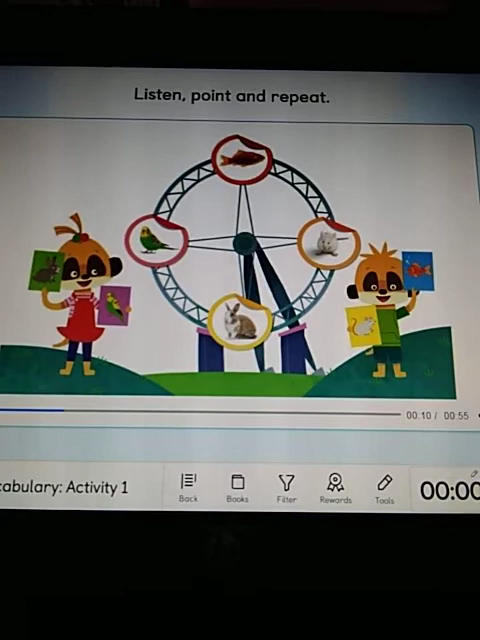 Listen, point and repeat.
00:10 / 00:55
cabulary: Activity 1
Back
Books
Filter
Rewards
Tools
00:00